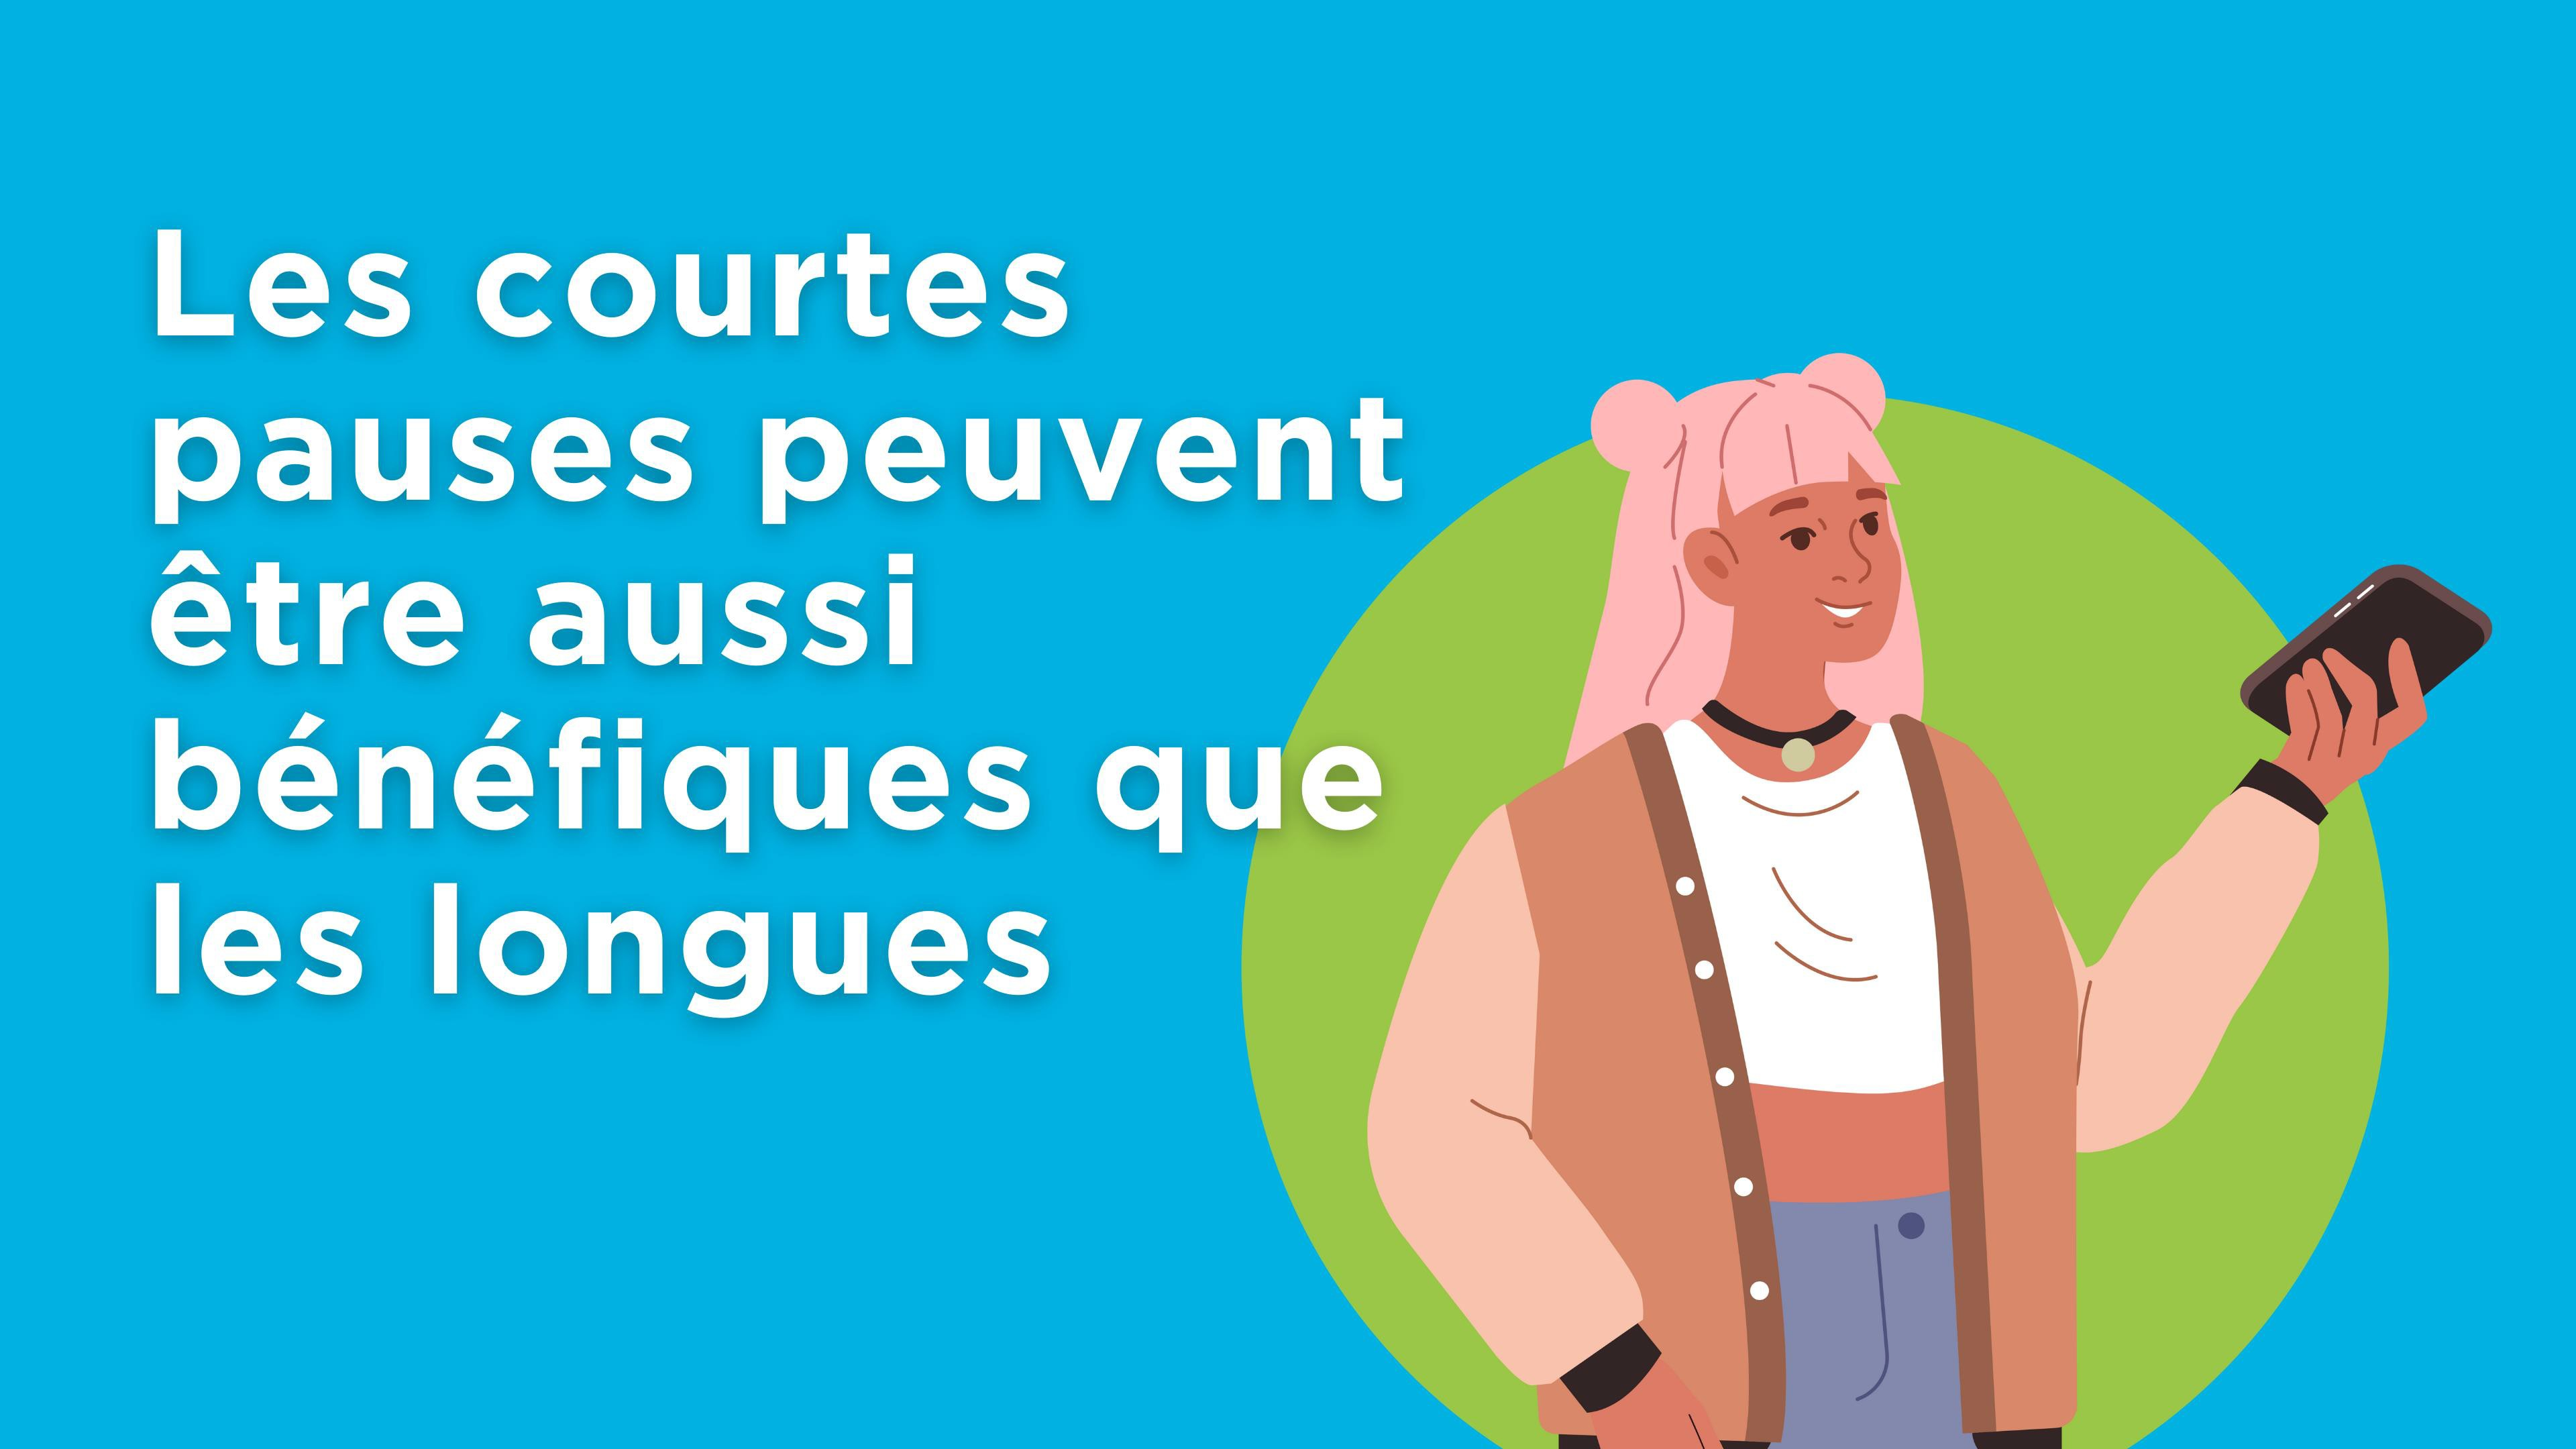 Les courtes
pauses peuvent
être aussi
bénéfiques que
les longues